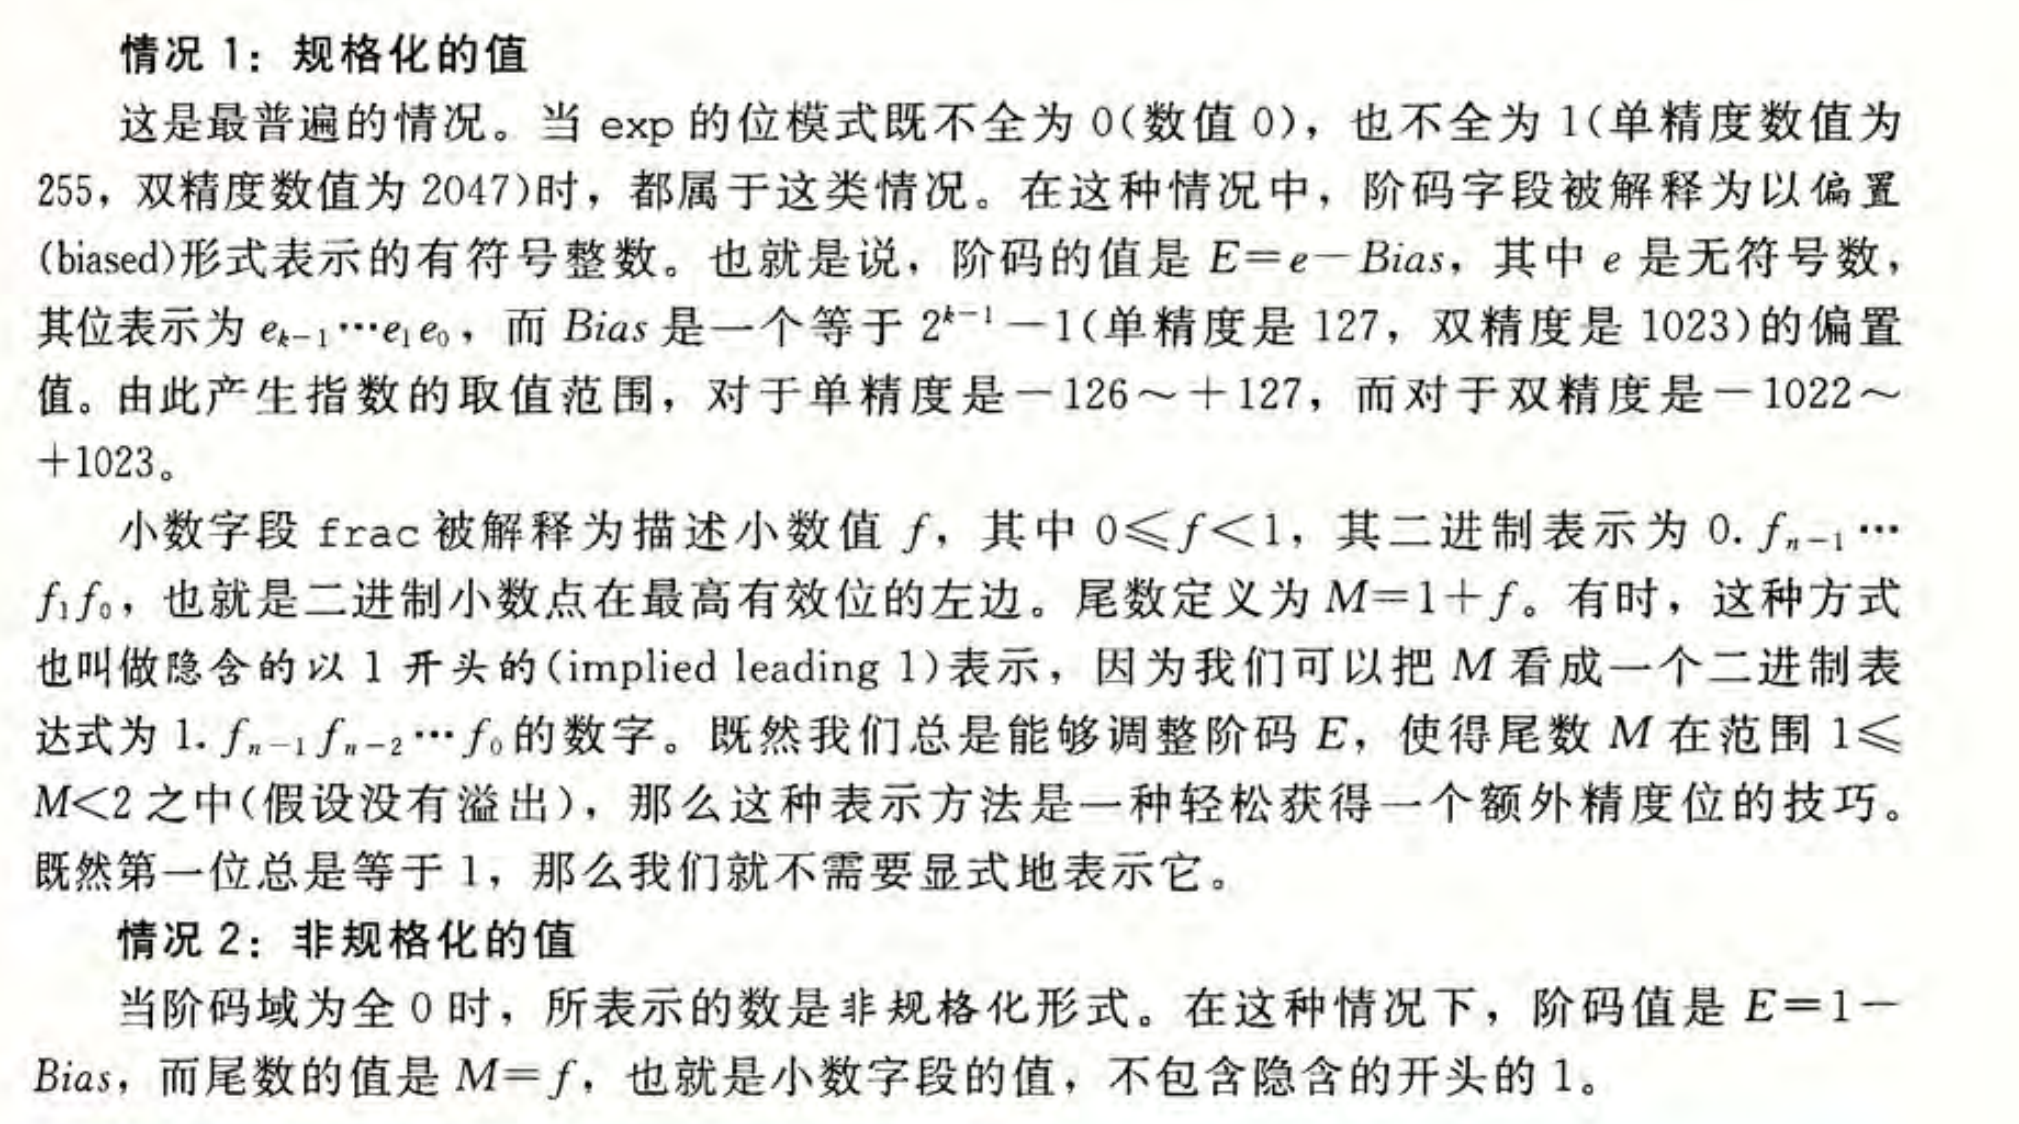 情况 1：规格化的值
这是最普遍的情况。当 exp 的位模式既不全为 0(数值 0)，也不全为 1(单精度数值为
255，双精度数值为 2047)时，都属于这类情况。在这种情况中，阶码字段被解释为以偏置
(biased)形式表示的有符号整数。也就是说，阶码的值是 E=e－Bias，其中 e 是无符号数，
其位表示为 eₖ₋₁…e₁e₀，而 Bias 是一个等于 2ᵏ⁻¹－1(单精度是 127，双精度是 1023)的偏置
值。由此产生指数的取值范围，对于单精度是－126～＋127，而对于双精度是－1022～
＋1023。
小数字段 frac 被解释为描述小数值 f，其中 0≤f＜1，其二进制表示为 0. fₙ₋₁…
f₁f₀，也就是二进制小数点在最高有效位的左边。尾数定义为 M=1＋f。有时，这种方式
也叫做隐含的以 1 开头的(implied leading 1)表示，因为我们可以把 M 看成一个二进制表
达式为 1. fₙ₋₁fₙ₋₂…f₀的数字。既然我们总是能够调整阶码 E，使得尾数 M 在范围 1≤
M＜2 之中(假设没有溢出)，那么这种表示方法是一种轻松获得一个额外精度位的技巧。
既然第一位总是等于 1，那么我们就不需要显式地表示它。
情况 2：非规格化的值
当阶码域为全 0 时，所表示的数是非规格化形式。在这种情况下，阶码值是 E=1－
Bias，而尾数的值是 M=f，也就是小数字段的值，不包含隐含的开头的 1。